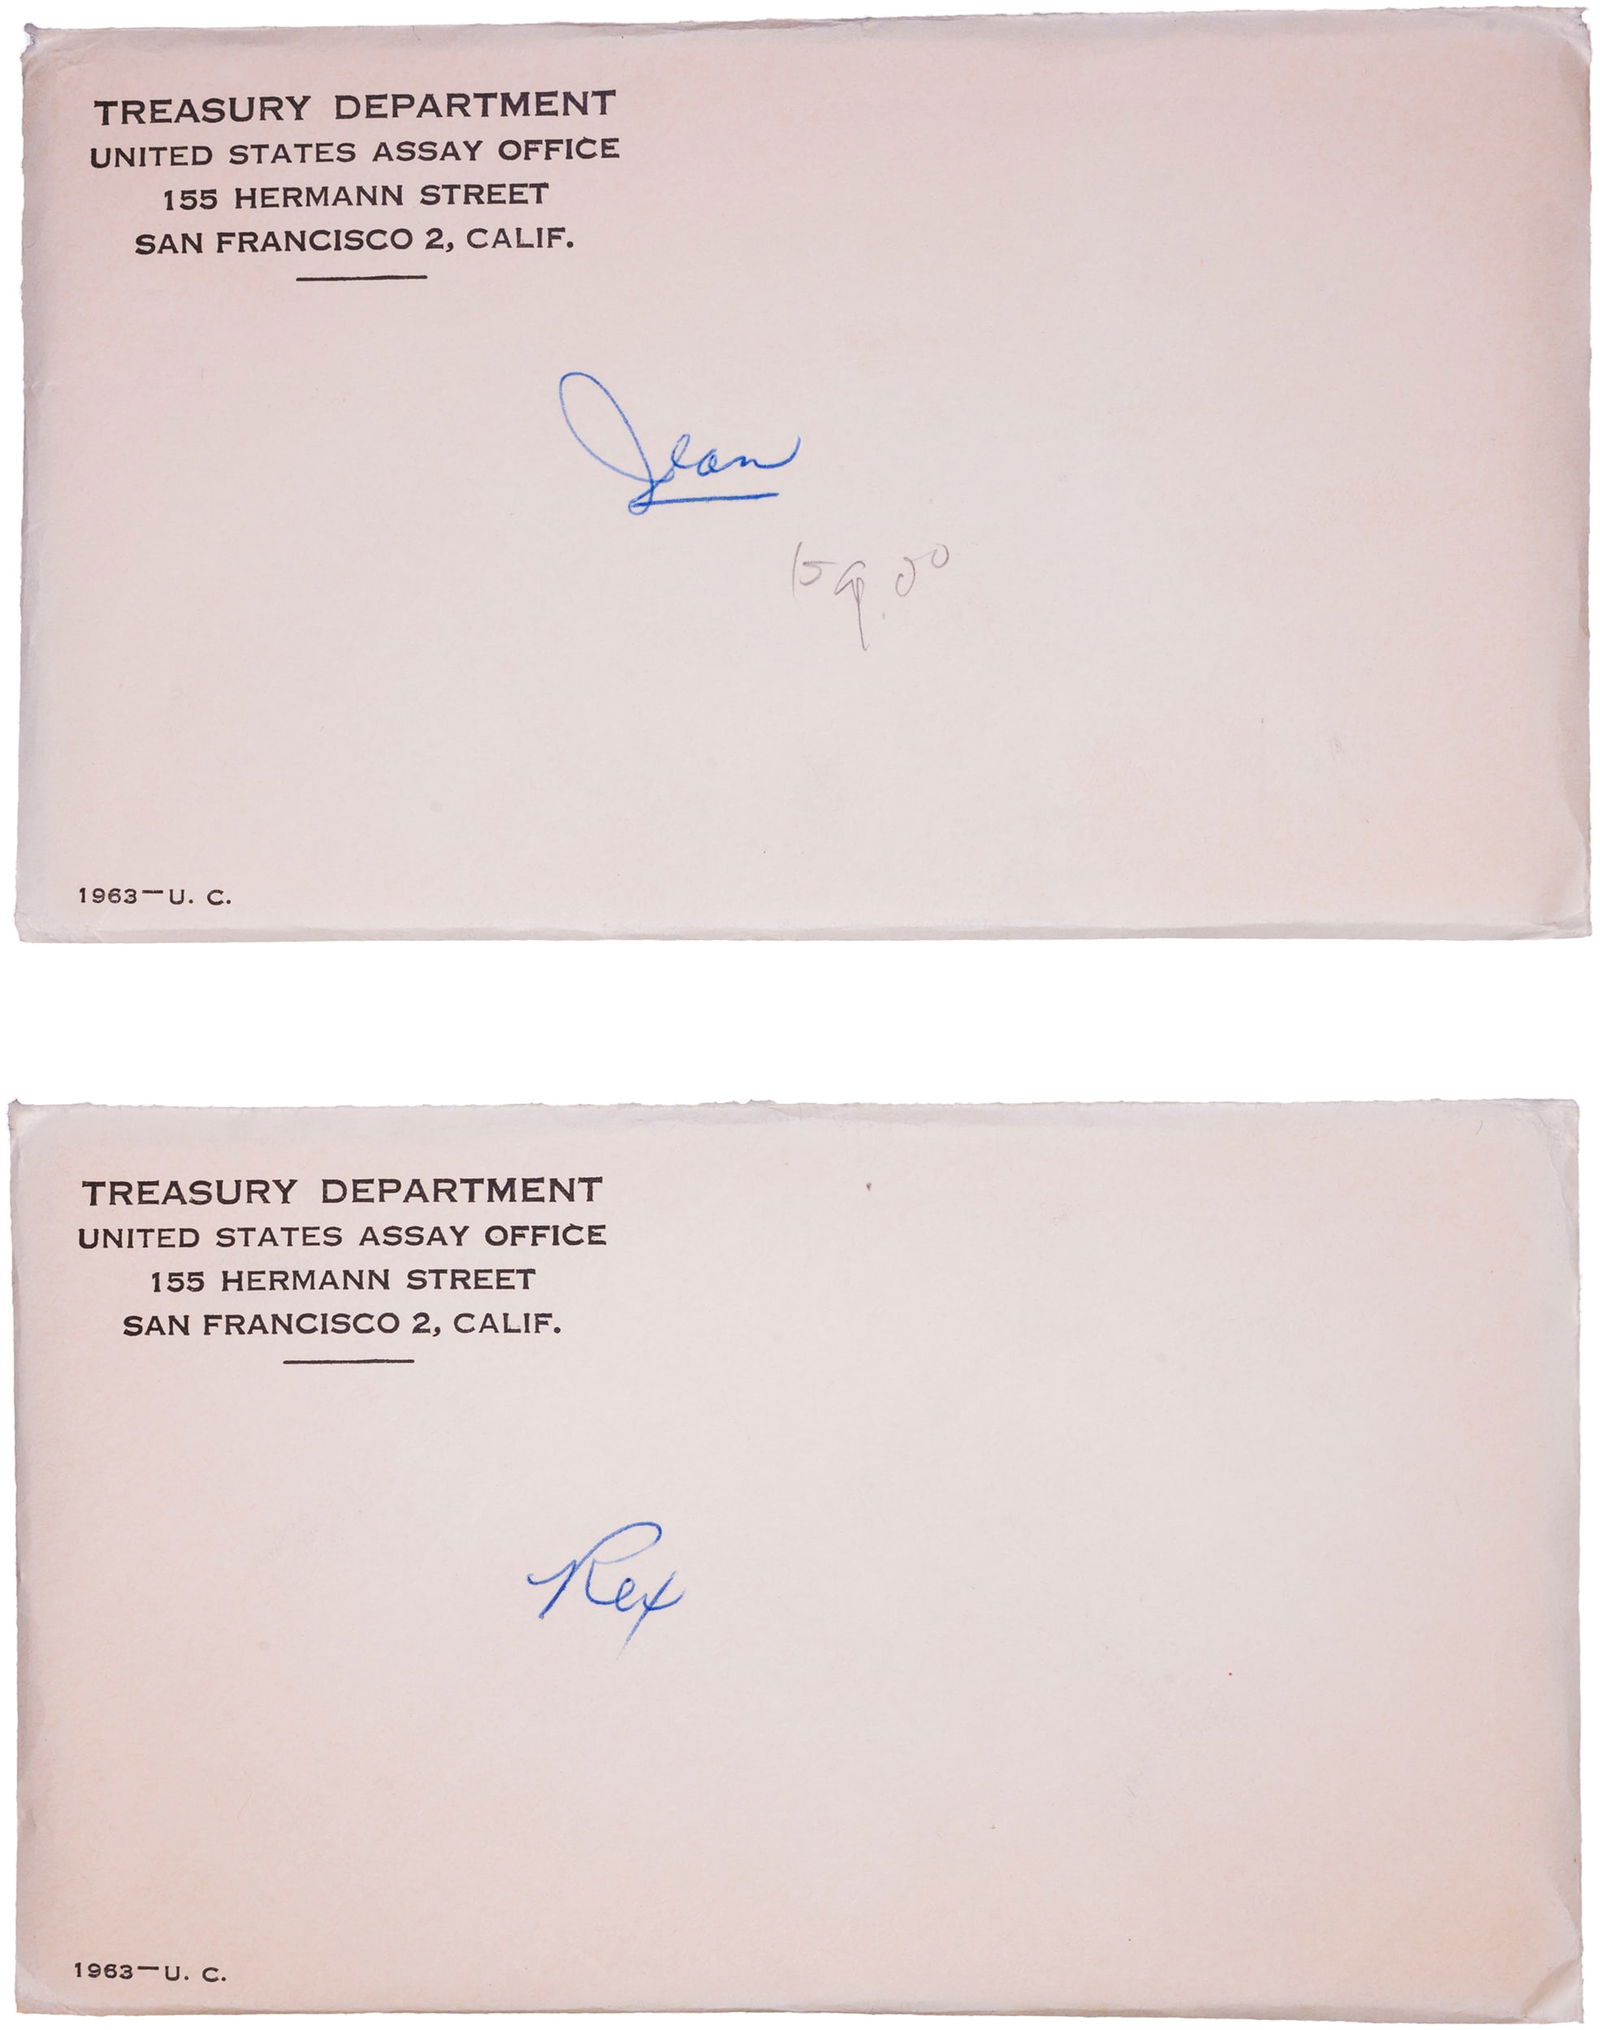 TREASURY DEPARTMENT
UNITED STATES ASSAY OFFICE
155 HERMANN STREET
SAN FRANCISCO 2, CALIF.
Jean
1963—U. C.
TREASURY DEPARTMENT
UNITED STATES ASSAY OFFICE
155 HERMANN STREET
SAN FRANCISCO 2, CALIF.
Rex
1963—U. C.